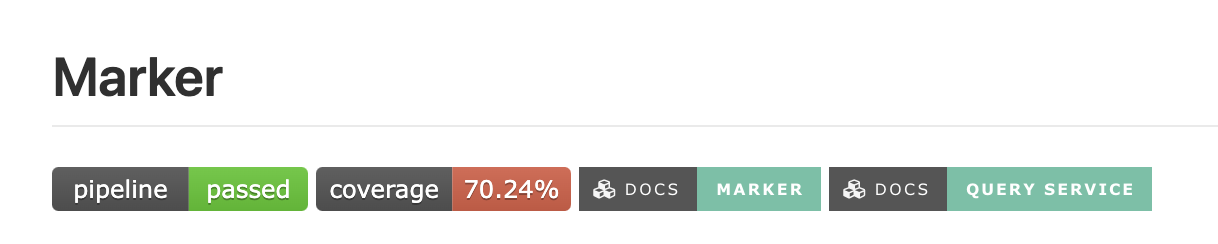 Marker
pipeline passed coverage 70.24% DOCS MARKER DOCS QUERY SERVICE